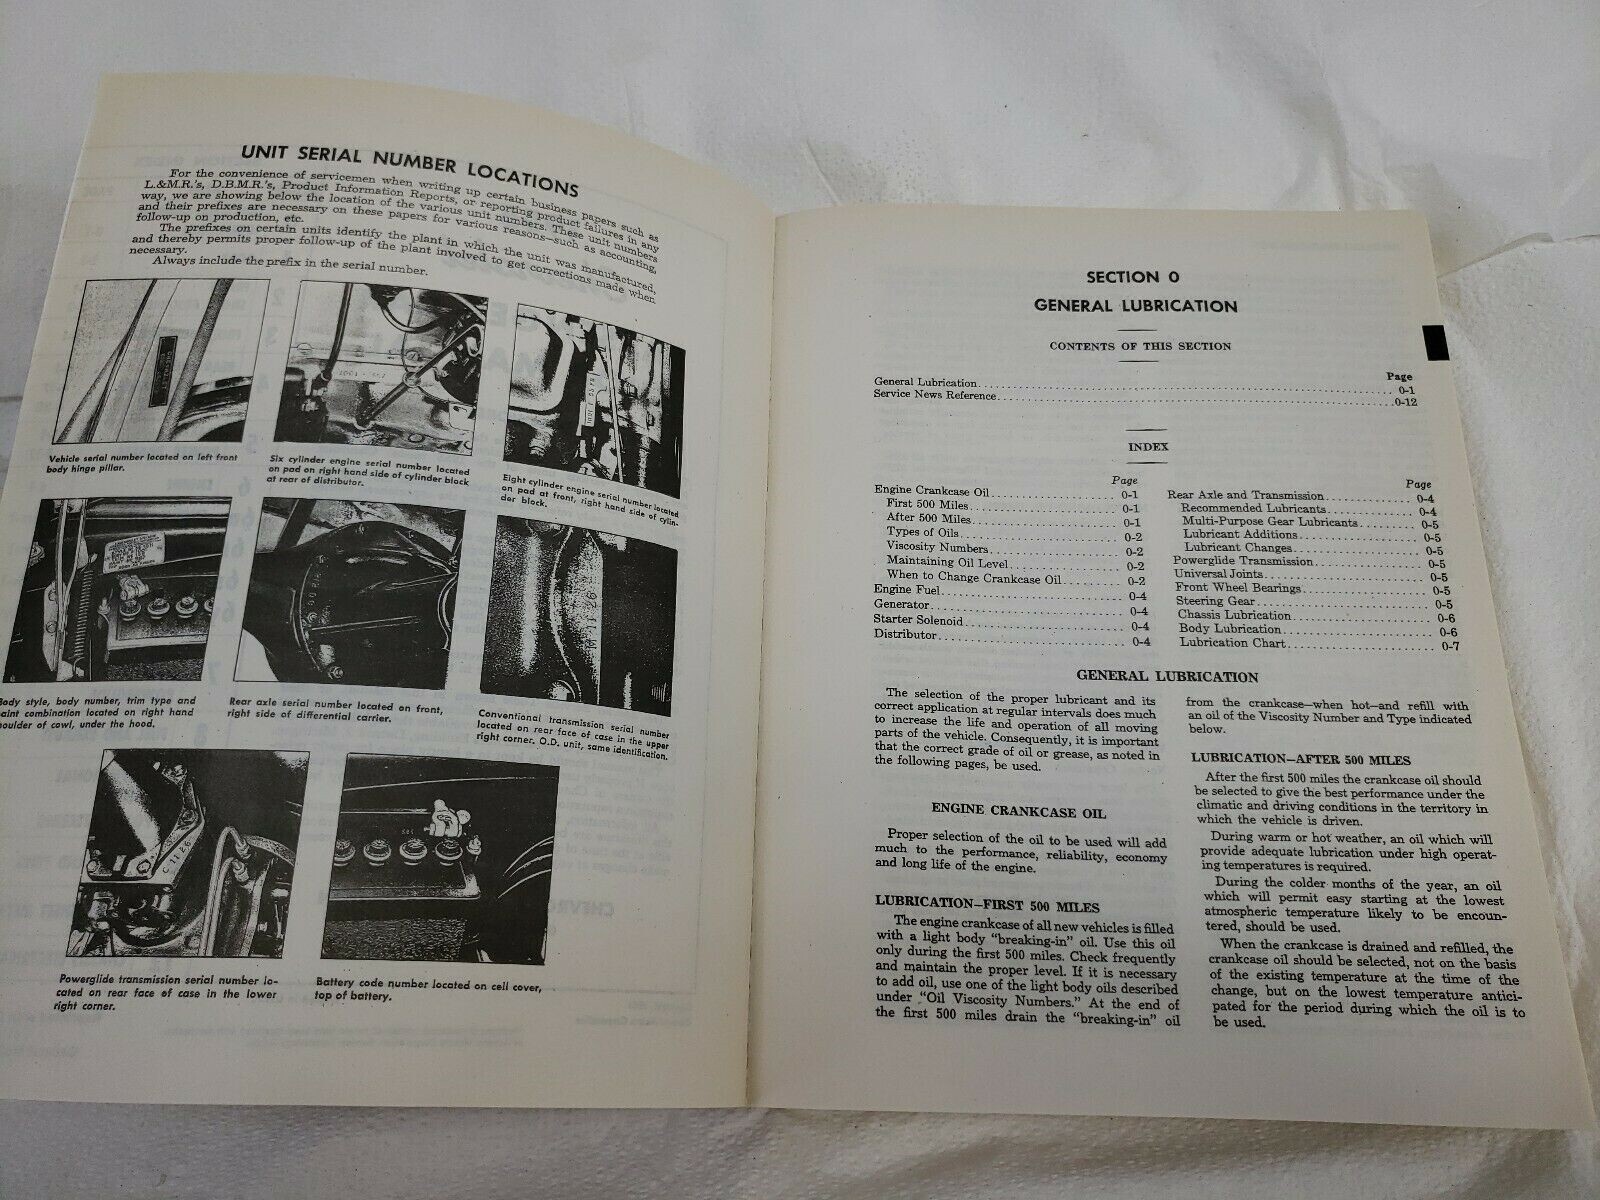 UNIT SERIAL NUMBER LOCATIONS
For the convenience of servicemen when writing up certain business papers such as
L.&M.R.'s, D.B.M.R.'s, Product Information Reports, or reporting product failures in any
way, we are showing below the location of the various unit numbers. These unit numbers
and their prefixes are necessary on these papers for various reasons—such as accounting,
follow-up on production, etc.
The prefixes on certain units identify the plant in which the unit was manufactured,
and thereby permits proper follow-up of the plant involved to get corrections made when
necessary.
Always include the prefix in the serial number.
Vehicle serial number located on left front
body hinge pillar.
Six cylinder engine serial number located
on pad on right hand side of cylinder block
at rear of distributor.
Eight cylinder engine serial number located
on pad at front, right hand side of cylin-
der block.
Body style, body number, trim type and
paint combination located on right hand
shoulder of cowl, under the hood.
Rear axle serial number located on front,
right side of differential carrier.
Conventional transmission serial number
located on rear face of case in the upper
right corner. O.D. unit, same identification.
Powerglide transmission serial number lo-
cated on rear face of case in the lower
right corner.
Battery code number located on cell cover,
top of battery.
SECTION 0
GENERAL LUBRICATION
CONTENTS OF THIS SECTION
Page
General Lubrication 0-1
Service News Reference 0-12
INDEX
Page
Engine Crankcase Oil 0-1
First 500 Miles 0-1
After 500 Miles 0-1
Types of Oils 0-2
Viscosity Numbers 0-2
Maintaining Oil Level 0-2
When to Change Crankcase Oil 0-2
Engine Fuel 0-4
Generator 0-4
Starter Solenoid 0-4
Distributor 0-4
Page
Rear Axle and Transmission 0-4
Recommended Lubricants 0-4
Multi-Purpose Gear Lubricants 0-5
Lubricant Additions 0-5
Lubricant Changes 0-5
Powerglide Transmission 0-5
Universal Joints 0-5
Front Wheel Bearings 0-5
Steering Gear 0-5
Chassis Lubrication 0-6
Body Lubrication 0-6
Lubrication Chart 0-7
GENERAL LUBRICATION
The selection of the proper lubricant and its
correct application at regular intervals does much
to increase the life and operation of all moving
parts of the vehicle. Consequently, it is important
that the correct grade of oil or grease, as noted in
the following pages, be used.
ENGINE CRANKCASE OIL
Proper selection of the oil to be used will add
much to the performance, reliability, economy
and long life of the engine.
LUBRICATION—FIRST 500 MILES
The engine crankcase of all new vehicles is filled
with a light body "breaking-in" oil. Use this oil
only during the first 500 miles. Check frequently
and maintain the proper level. If it is necessary
to add oil, use one of the light body oils described
under "Oil Viscosity Numbers." At the end of
the first 500 miles drain the "breaking-in" oil
from the crankcase—when hot—and refill with
an oil of the Viscosity Number and Type indicated
below.
LUBRICATION—AFTER 500 MILES
After the first 500 miles the crankcase oil should
be selected to give the best performance under the
climatic and driving conditions in the territory in
which the vehicle is driven.
During warm or hot weather, an oil which will
provide adequate lubrication under high operat-
ing temperatures is required.
During the colder months of the year, an oil
which will permit easy starting at the lowest
atmospheric temperature likely to be encoun-
tered, should be used.
When the crankcase is drained and refilled, the
crankcase oil should be selected, not on the basis
of the existing temperature at the time of the
change, but on the lowest temperature antici-
pated for the period during which the oil is to
be used.